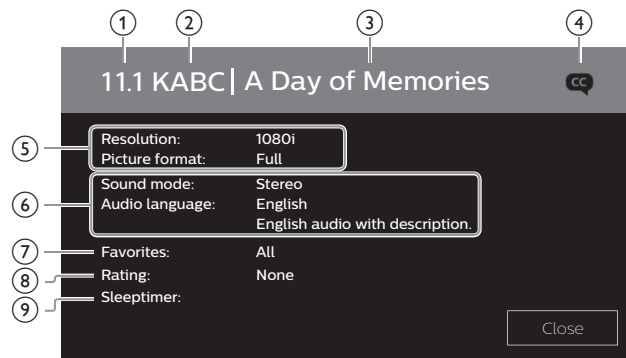 1 2 3 4
11.1 KABC | A Day of Memories CC
5 Resolution: 1080i
Picture format: Full
6 Sound mode: Stereo
Audio language: English
English audio with description.
7 Favorites: All
8 Rating: None
9 Sleeptimer:
Close